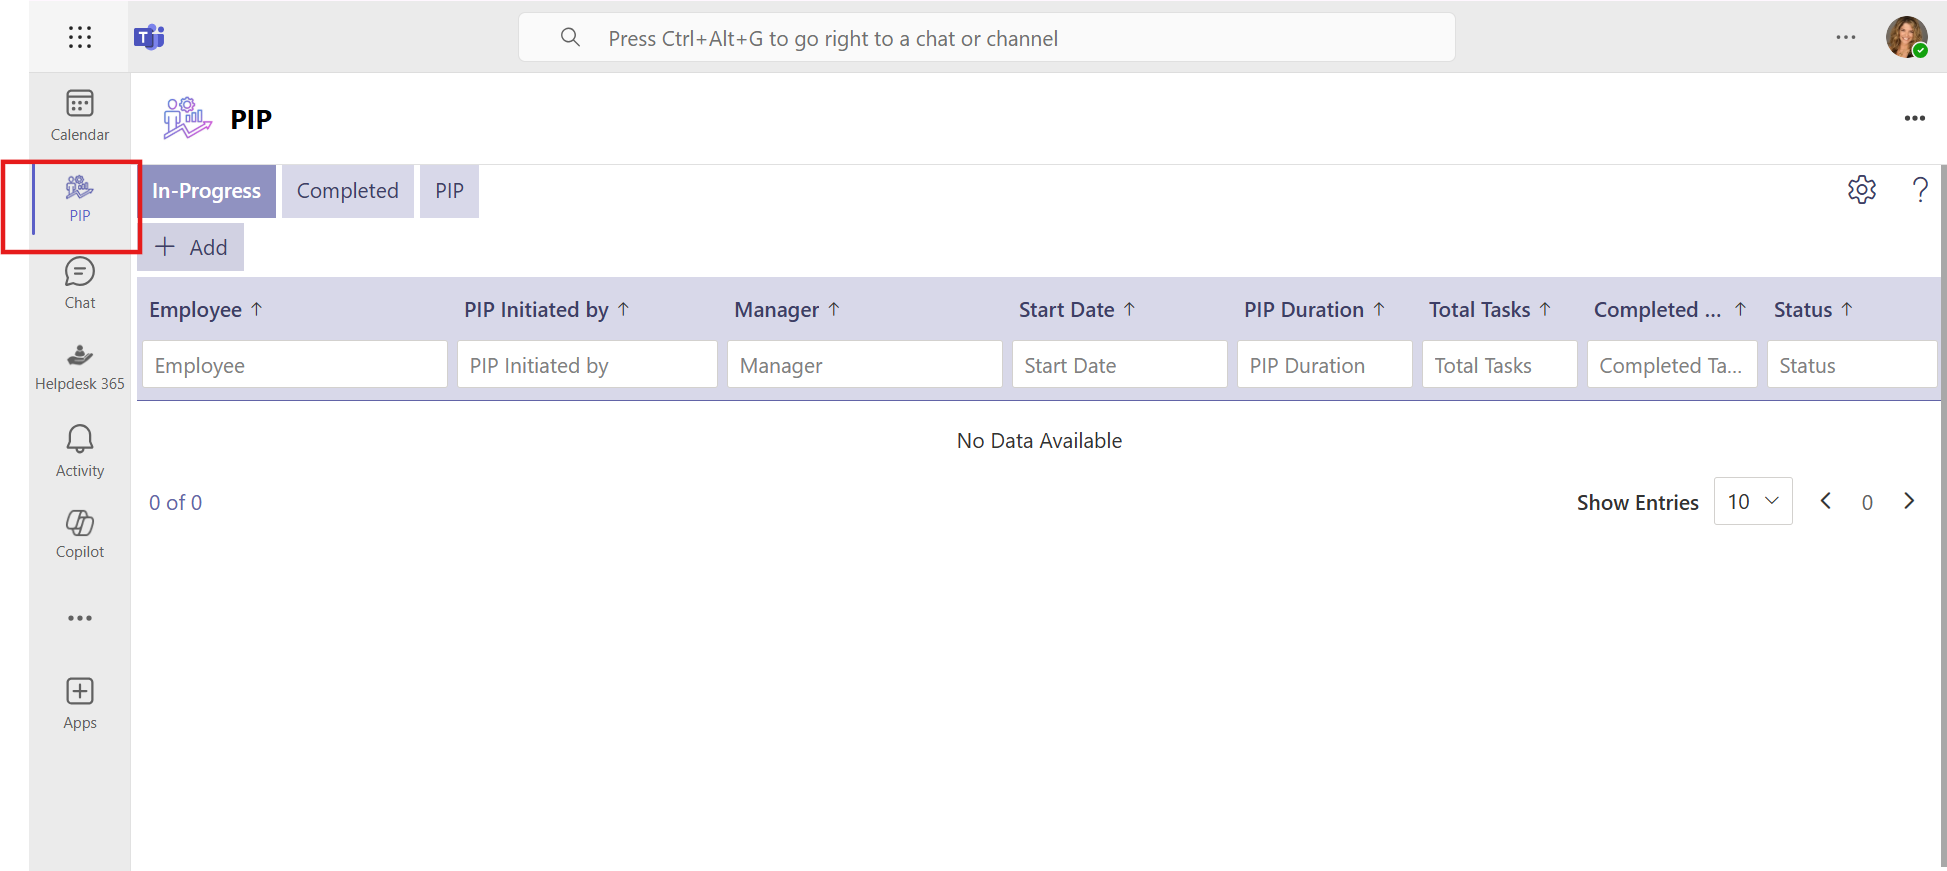 Press Ctrl+Alt+G to go right to a chat or channel
Calendar
PIP
Chat
Helpdesk 365
Activity
Copilot
Apps
PIP
In-Progress Completed PIP
Add
Employee PIP Initiated by Manager Start Date PIP Duration Total Tasks Completed ... Status
Employee PIP Initiated by Manager Start Date PIP Duration Total Tasks Completed Ta... Status
No Data Available
0 of 0 Show Entries 10 0